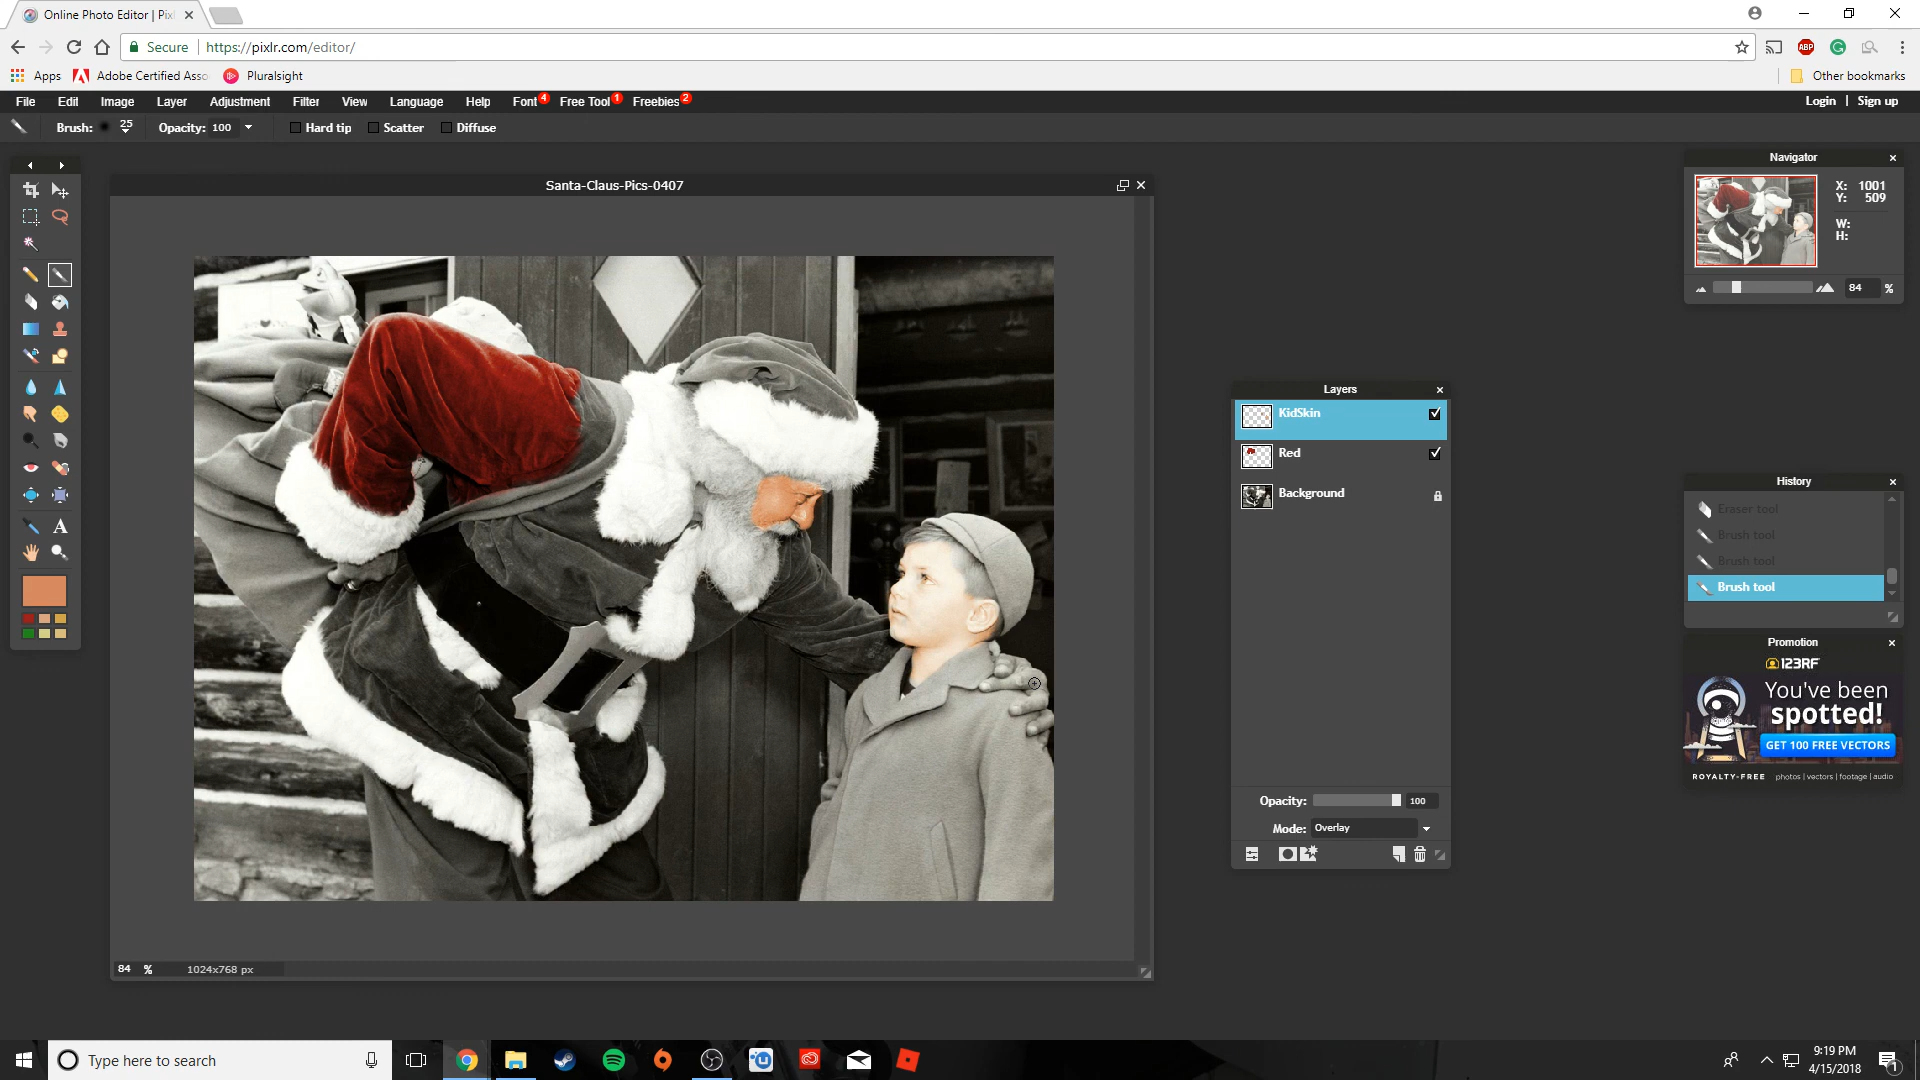 Online Photo Editor | Pixl
Secure https://pixlr.com/editor/
ABP
Apps Adobe Certified Asso Pluralsight Other bookmarks
File Edit Image Layer Adjustment Filter View Language Help Font 4 Free Tool 1 Freebies 2 Login | Sign up
Brush: 25 Opacity: 100 Hard tip Scatter Diffuse
Santa-Claus-Pics-0407
84 % 1024x768 px
Layers
KidSkin
Red
Background
Opacity: 100
Mode: Overlay
Navigator
X: 1001
Y: 509
W:
H:
84 %
History
Eraser tool
Brush tool
Brush tool
Brush tool
Promotion
123RF
You've been
spotted!
GET 100 FREE VECTORS
ROYALTY-FREE photos | vectors | footage | audio
Type here to search
9:19 PM
4/15/2018
1